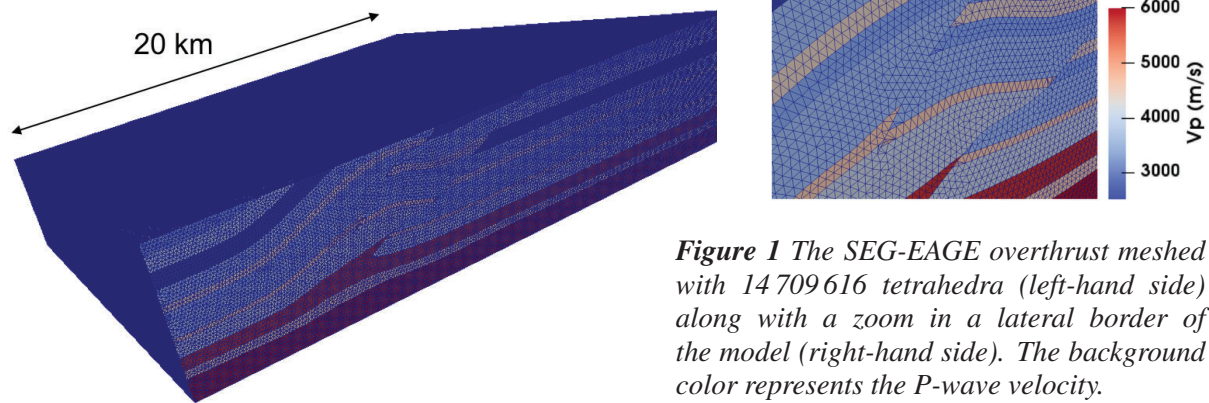 20 km
6000
5000
4000
3000
Vp (m/s)
Figure 1 The SEG-EAGE overthrust meshed
with 14 709 616 tetrahedra (left-hand side)
along with a zoom in a lateral border of
the model (right-hand side). The background
color represents the P-wave velocity.